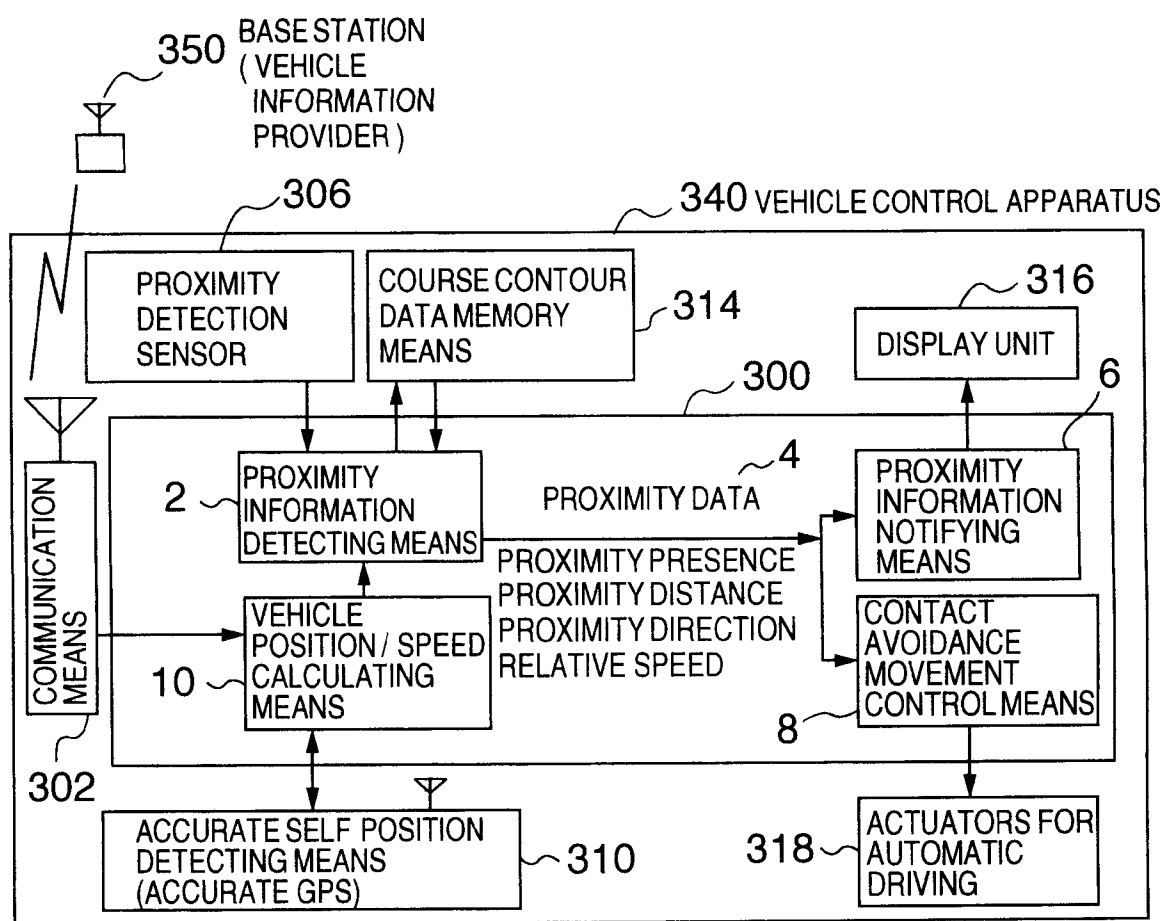 350
BASE STATION
( VEHICLE
INFORMATION
PROVIDER )
306
340 VEHICLE CONTROL APPARATUS
PROXIMITY
DETECTION
SENSOR
COURSE CONTOUR
DATA MEMORY
MEANS
314
316
DISPLAY UNIT
300
6
COMMUNICATION
MEANS
302
2
PROXIMITY
INFORMATION
DETECTING MEANS
4
PROXIMITY DATA
PROXIMITY PRESENCE
PROXIMITY DISTANCE
PROXIMITY DIRECTION
RELATIVE SPEED
PROXIMITY
INFORMATION
NOTIFYING
MEANS
10
VEHICLE
POSITION / SPEED
CALCULATING
MEANS
CONTACT
AVOIDANCE
MOVEMENT
CONTROL MEANS
8
ACCURATE SELF POSITION
DETECTING MEANS
(ACCURATE GPS)
310
318
ACTUATORS FOR
AUTOMATIC
DRIVING